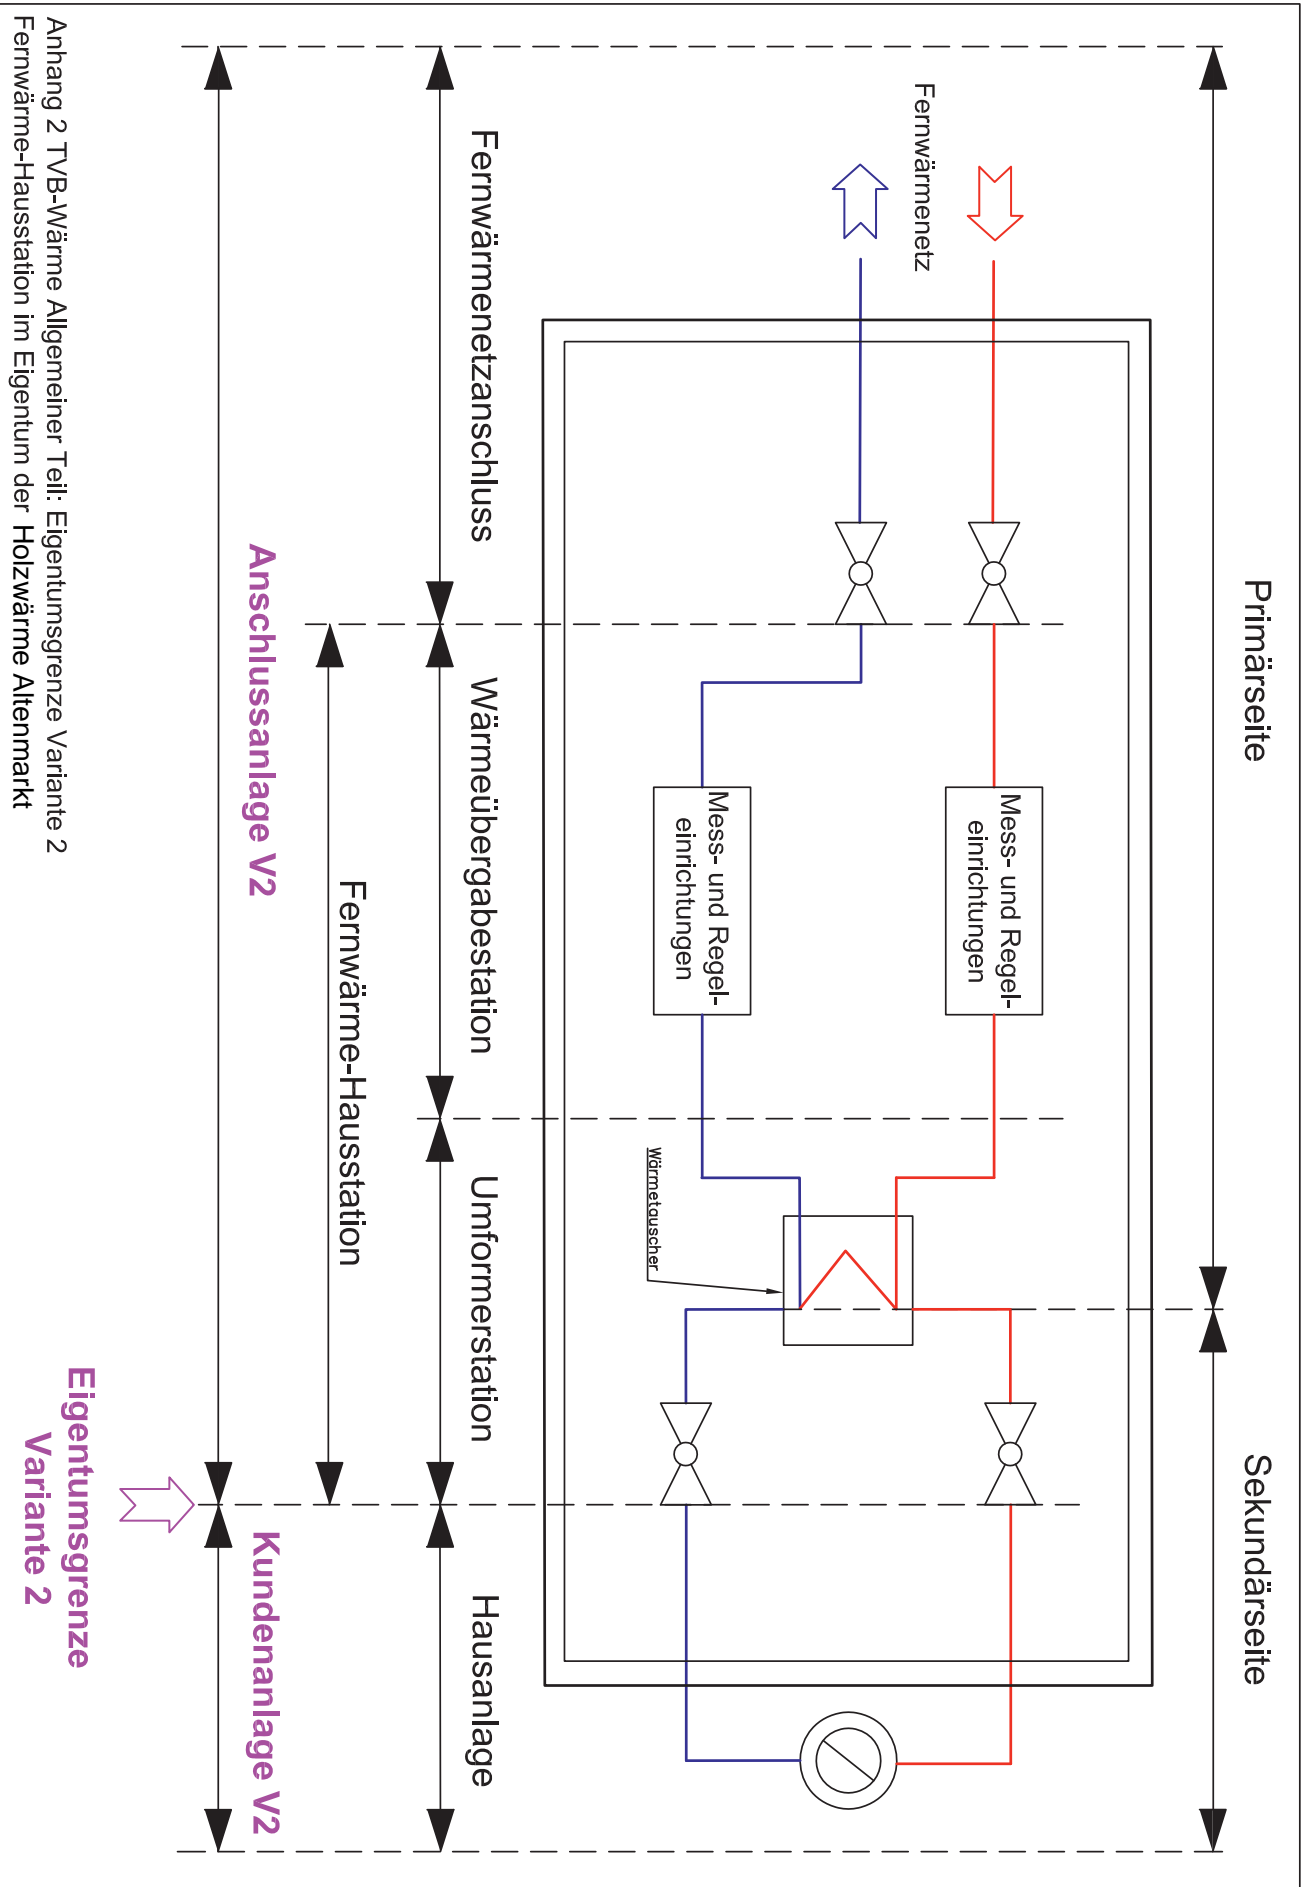 Primärseite
Sekundärseite
Fernwärmenetz
Mess- und Regel-
einrichtungen
Mess- und Regel-
einrichtungen
Wärmetauscher
Fernwärmenetzanschluss
Wärmeübergabestation
Umformerstation
Hausanlage
Fernwärme-Hausstation
Anschlussanlage V2
Kundenanlage V2
Eigentumsgrenze
Variante 2
Anhang 2 TVB-Wärme Allgemeiner Teil: Eigentumsgrenze Variante 2
Fernwärme-Hausstation im Eigentum der Holzwärme Altenmarkt